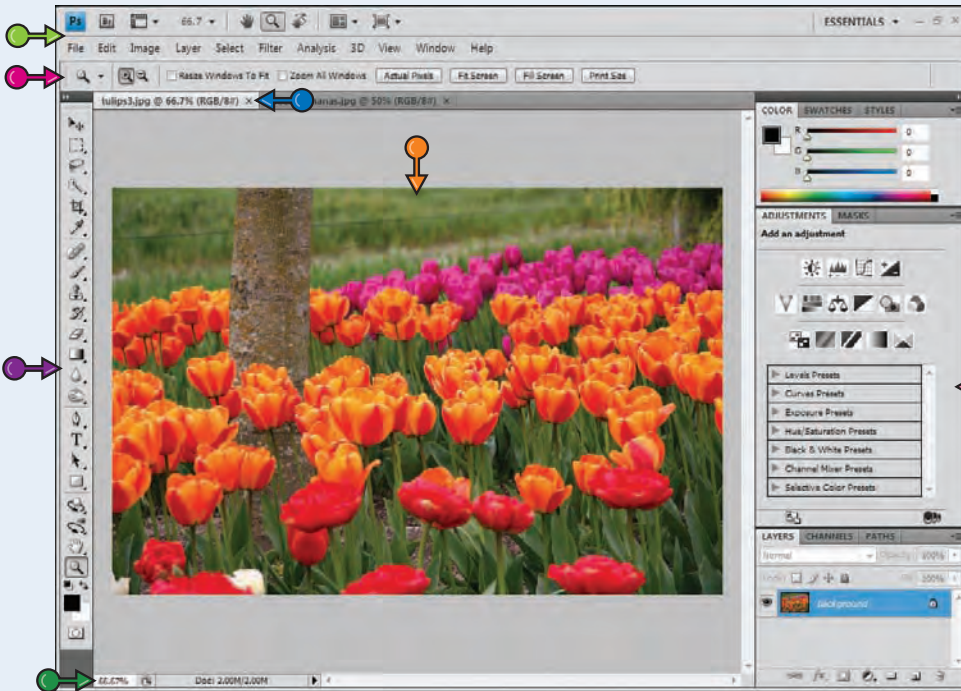 Ps Br 66.7 ESSENTIALS
File Edit Image Layer Select Filter Analysis 3D View Window Help
Resize Windows To Fit Zoom All Windows Actual Pixels Fit Screen Fill Screen Print Size
tulips3.jpg @ 66.7% (RGB/8#) × anas.jpg @ 50% (RGB/8#) ×
COLOR SWATCHES STYLES
R 0
G 0
B 0
ADJUSTMENTS MASKS
Add an adjustment
Levels Presets
Curves Presets
Exposure Presets
Hue/Saturation Presets
Black & White Presets
Channel Mixer Presets
Selective Color Presets
LAYERS CHANNELS PATHS
Normal Opacity: 100%
100%
Background
T
66.67% Doc: 2.00M/2.00M
fx